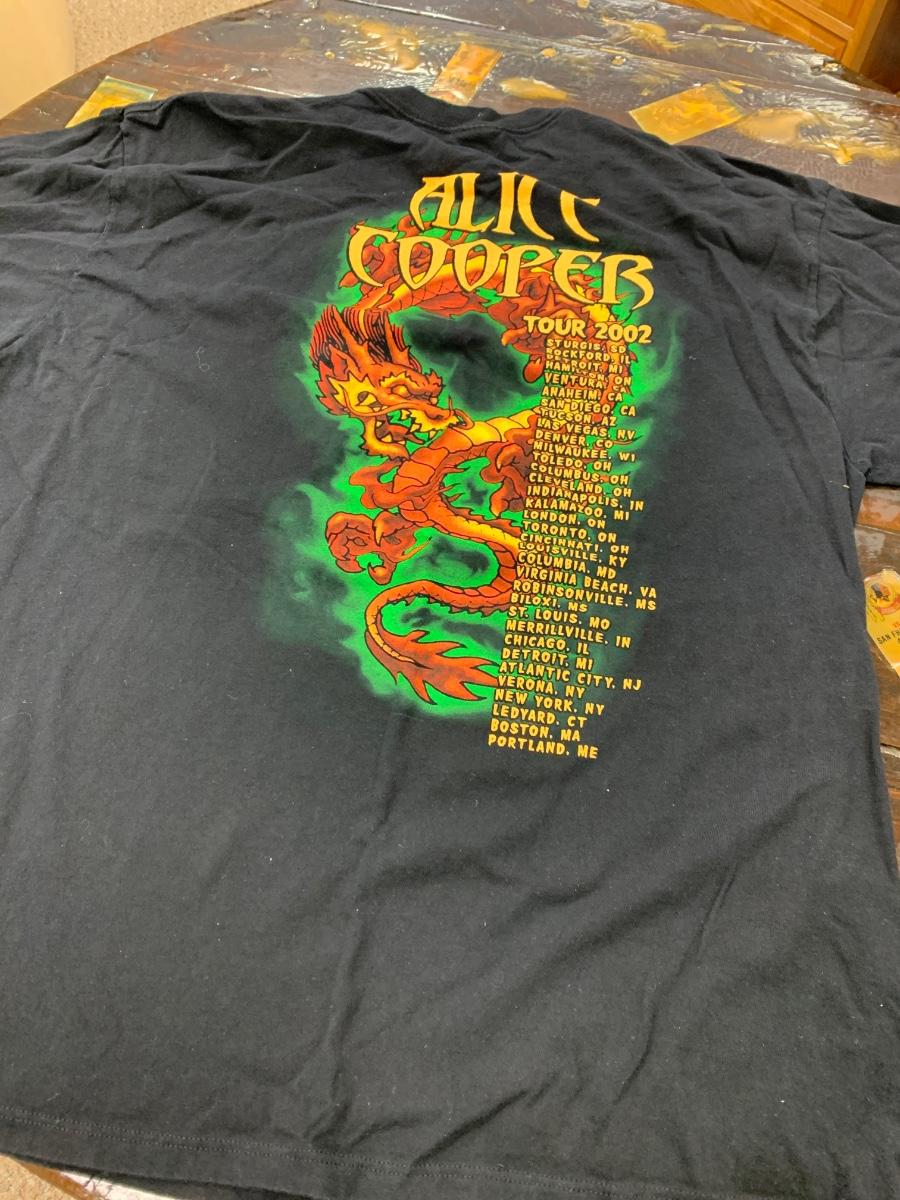 ALICE
COOPER
TOUR 2002
STURGIS, SD
ROCKFORD, IL
DETROIT, MI
VENTURA,
ANAHEIM, CA
SAN DIEGO, CA
TUCSON, AZ
LAS VEGAS, NV
DENVER, CO
MILWAUKEE, WI
TOLEDO, OH
COLUMBUS, OH
CLEVELAND, OH
INDIANAPOLIS, IN
KALAMAZOO, MI
LONDON, ON
TORONTO, ON
CINCINNATI, OH
LOUISVILLE, KY
COLUMBIA, MD
VIRGINIA BEACH, VA
ROBINSONVILLE, MS
BILOXI, MS
ST. LOUIS, MO
MERRILLVILLE, IN
CHICAGO, IL
DETROIT, MI
ATLANTIC CITY, NJ
VERONA, NY
NEW YORK, NY
LEDYARD, CT
BOSTON, MA
PORTLAND, ME
SAN